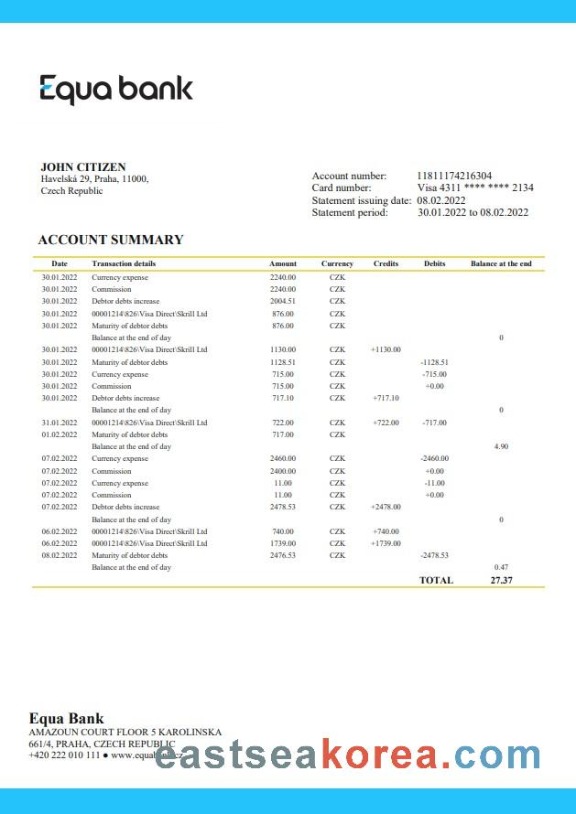 Equa bank
JOHN CITIZEN
Havelská 29, Praha, 11000,
Czech Republic
Account number: 11811174216304
Card number: Visa 4311 **** **** 2134
Statement issuing date: 08.02.2022
Statement period: 30.01.2022 to 08.02.2022
ACCOUNT SUMMARY
Date Transaction details Amount Currency Credits Debits Balance at the end
30.01.2022 Currency expense 2240.00 CZK
30.01.2022 Commission 2240.00 CZK
30.01.2022 Debtor debts increase 2004.51 CZK
30.01.2022 00001214\826\Visa Direct\Skrill Ltd 876.00 CZK
30.01.2022 Maturity of debtor debts 876.00 CZK
Balance at the end of day 0
30.01.2022 00001214\826\Visa Direct\Skrill Ltd 1130.00 CZK +1130.00
30.01.2022 Maturity of debtor debts 1128.51 CZK -1128.51
30.01.2022 Currency expense 715.00 CZK -715.00
30.01.2022 Commission 715.00 CZK +0.00
30.01.2022 Debtor debts increase 717.10 CZK +717.10
Balance at the end of day 0
31.01.2022 00001214\826\Visa Direct\Skrill Ltd 722.00 CZK +722.00 -717.00
01.02.2022 Maturity of debtor debts 717.00 CZK
Balance at the end of day 4.90
07.02.2022 Currency expense 2460.00 CZK -2460.00
07.02.2022 Commission 2400.00 CZK +0.00
07.02.2022 Currency expense 11.00 CZK -11.00
07.02.2022 Commission 11.00 CZK +0.00
07.02.2022 Debtor debts increase 2478.53 CZK +2478.00
Balance at the end of day 0
06.02.2022 00001214\826\Visa Direct\Skrill Ltd 740.00 CZK +740.00
06.02.2022 00001214\826\Visa Direct\Skrill Ltd 1739.00 CZK +1739.00
08.02.2022 Maturity of debtor debts 2476.53 CZK -2478.53
Balance at the end of day 0.47
TOTAL 27.37
Equa Bank
AMAZOUN COURT FLOOR 5 KAROLINSKA
661/4, PRAHA, CZECH REPUBLIC
+420 222 010 111 ● www.equabank.cz
eastseakorea.com